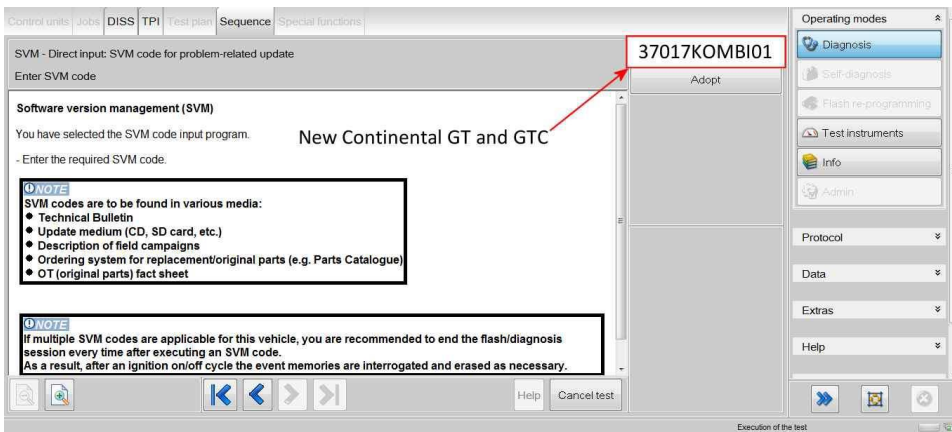 Control units Jobs DISS TPI Test plan Sequence Special functions
Operating modes
SVM - Direct input: SVM code for problem-related update
Enter SVM code
37017KOMBI01
Adopt
Diagnosis
Self-diagnosis
Flash re-programming
Test instruments
Info
Admin
Protocol
Data
Extras
Help
Software version management (SVM)
You have selected the SVM code input program.
New Continental GT and GTC
- Enter the required SVM code.
NOTE
SVM codes are to be found in various media:
● Technical Bulletin
● Update medium (CD, SD card, etc.)
● Description of field campaigns
● Ordering system for replacement/original parts (e.g. Parts Catalogue)
● OT (original parts) fact sheet
NOTE
If multiple SVM codes are applicable for this vehicle, you are recommended to end the flash/diagnosis
session every time after executing an SVM code.
As a result, after an ignition on/off cycle the event memories are interrogated and erased as necessary.
Help
Cancel test
Execution of the test